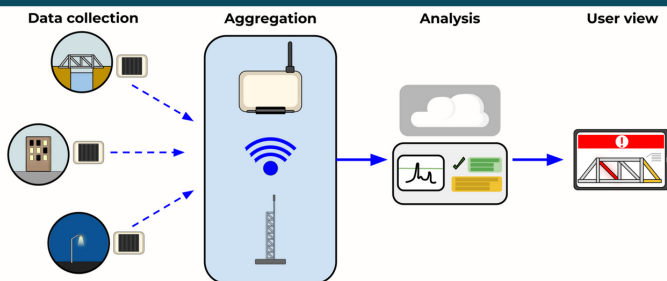 Data collection
Aggregation
Analysis
User view